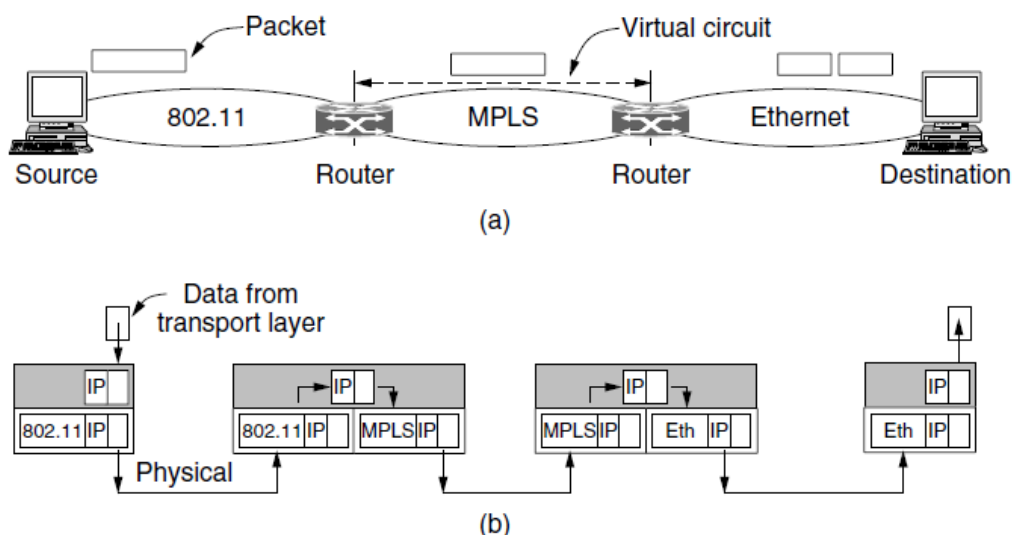 Packet
Virtual circuit
802.11
MPLS
Ethernet
Source
Router
Router
Destination
(a)
Data from
transport layer
IP
IP
IP
IP
802.11 IP
802.11 IP
MPLS IP
MPLS IP
Eth IP
Eth IP
Physical
(b)